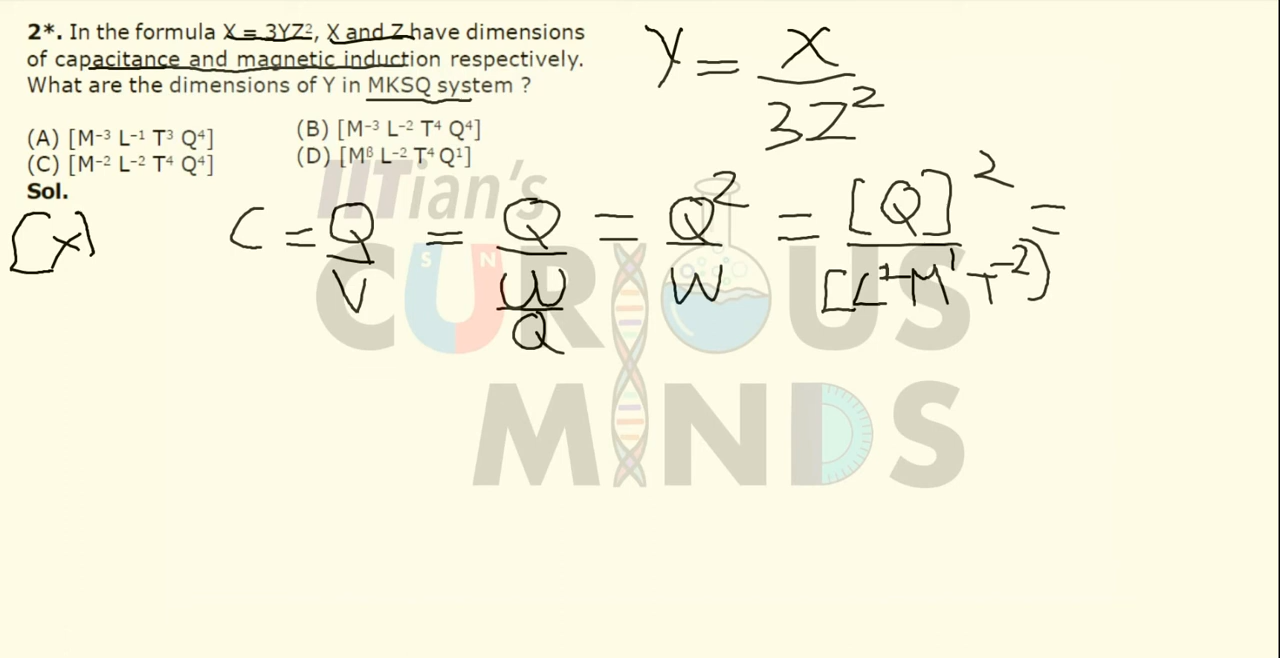 2*. In the formula X = 3YZ², X and Z have dimensions
of capacitance and magnetic induction respectively.
What are the dimensions of Y in MKSQ system ?
(A) [M⁻³ L⁻¹ T³ Q⁴]
(B) [M⁻³ L⁻² T⁴ Q⁴]
(C) [M⁻² L⁻² T⁴ Q⁴]
(D) [M⁻³ L⁻² T⁴ Q¹]
Sol.
Y = X / 3Z²
[X]
C = Q / V = Q / (W / Q) = Q² / W = [Q]² / [L²M¹T⁻²] =
IITian's
CURIOUS
S N
MINDS